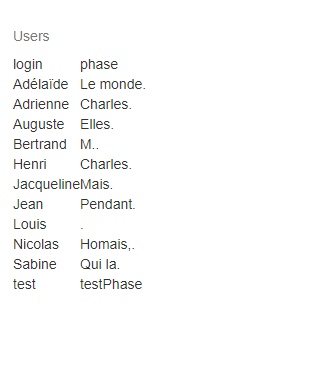 Users
login phase
Adélaïde Le monde.
Adrienne Charles.
Auguste Elles.
Bertrand M..
Henri Charles.
Jacqueline Mais.
Jean Pendant.
Louis .
Nicolas Homais,.
Sabine Qui la.
test testPhase